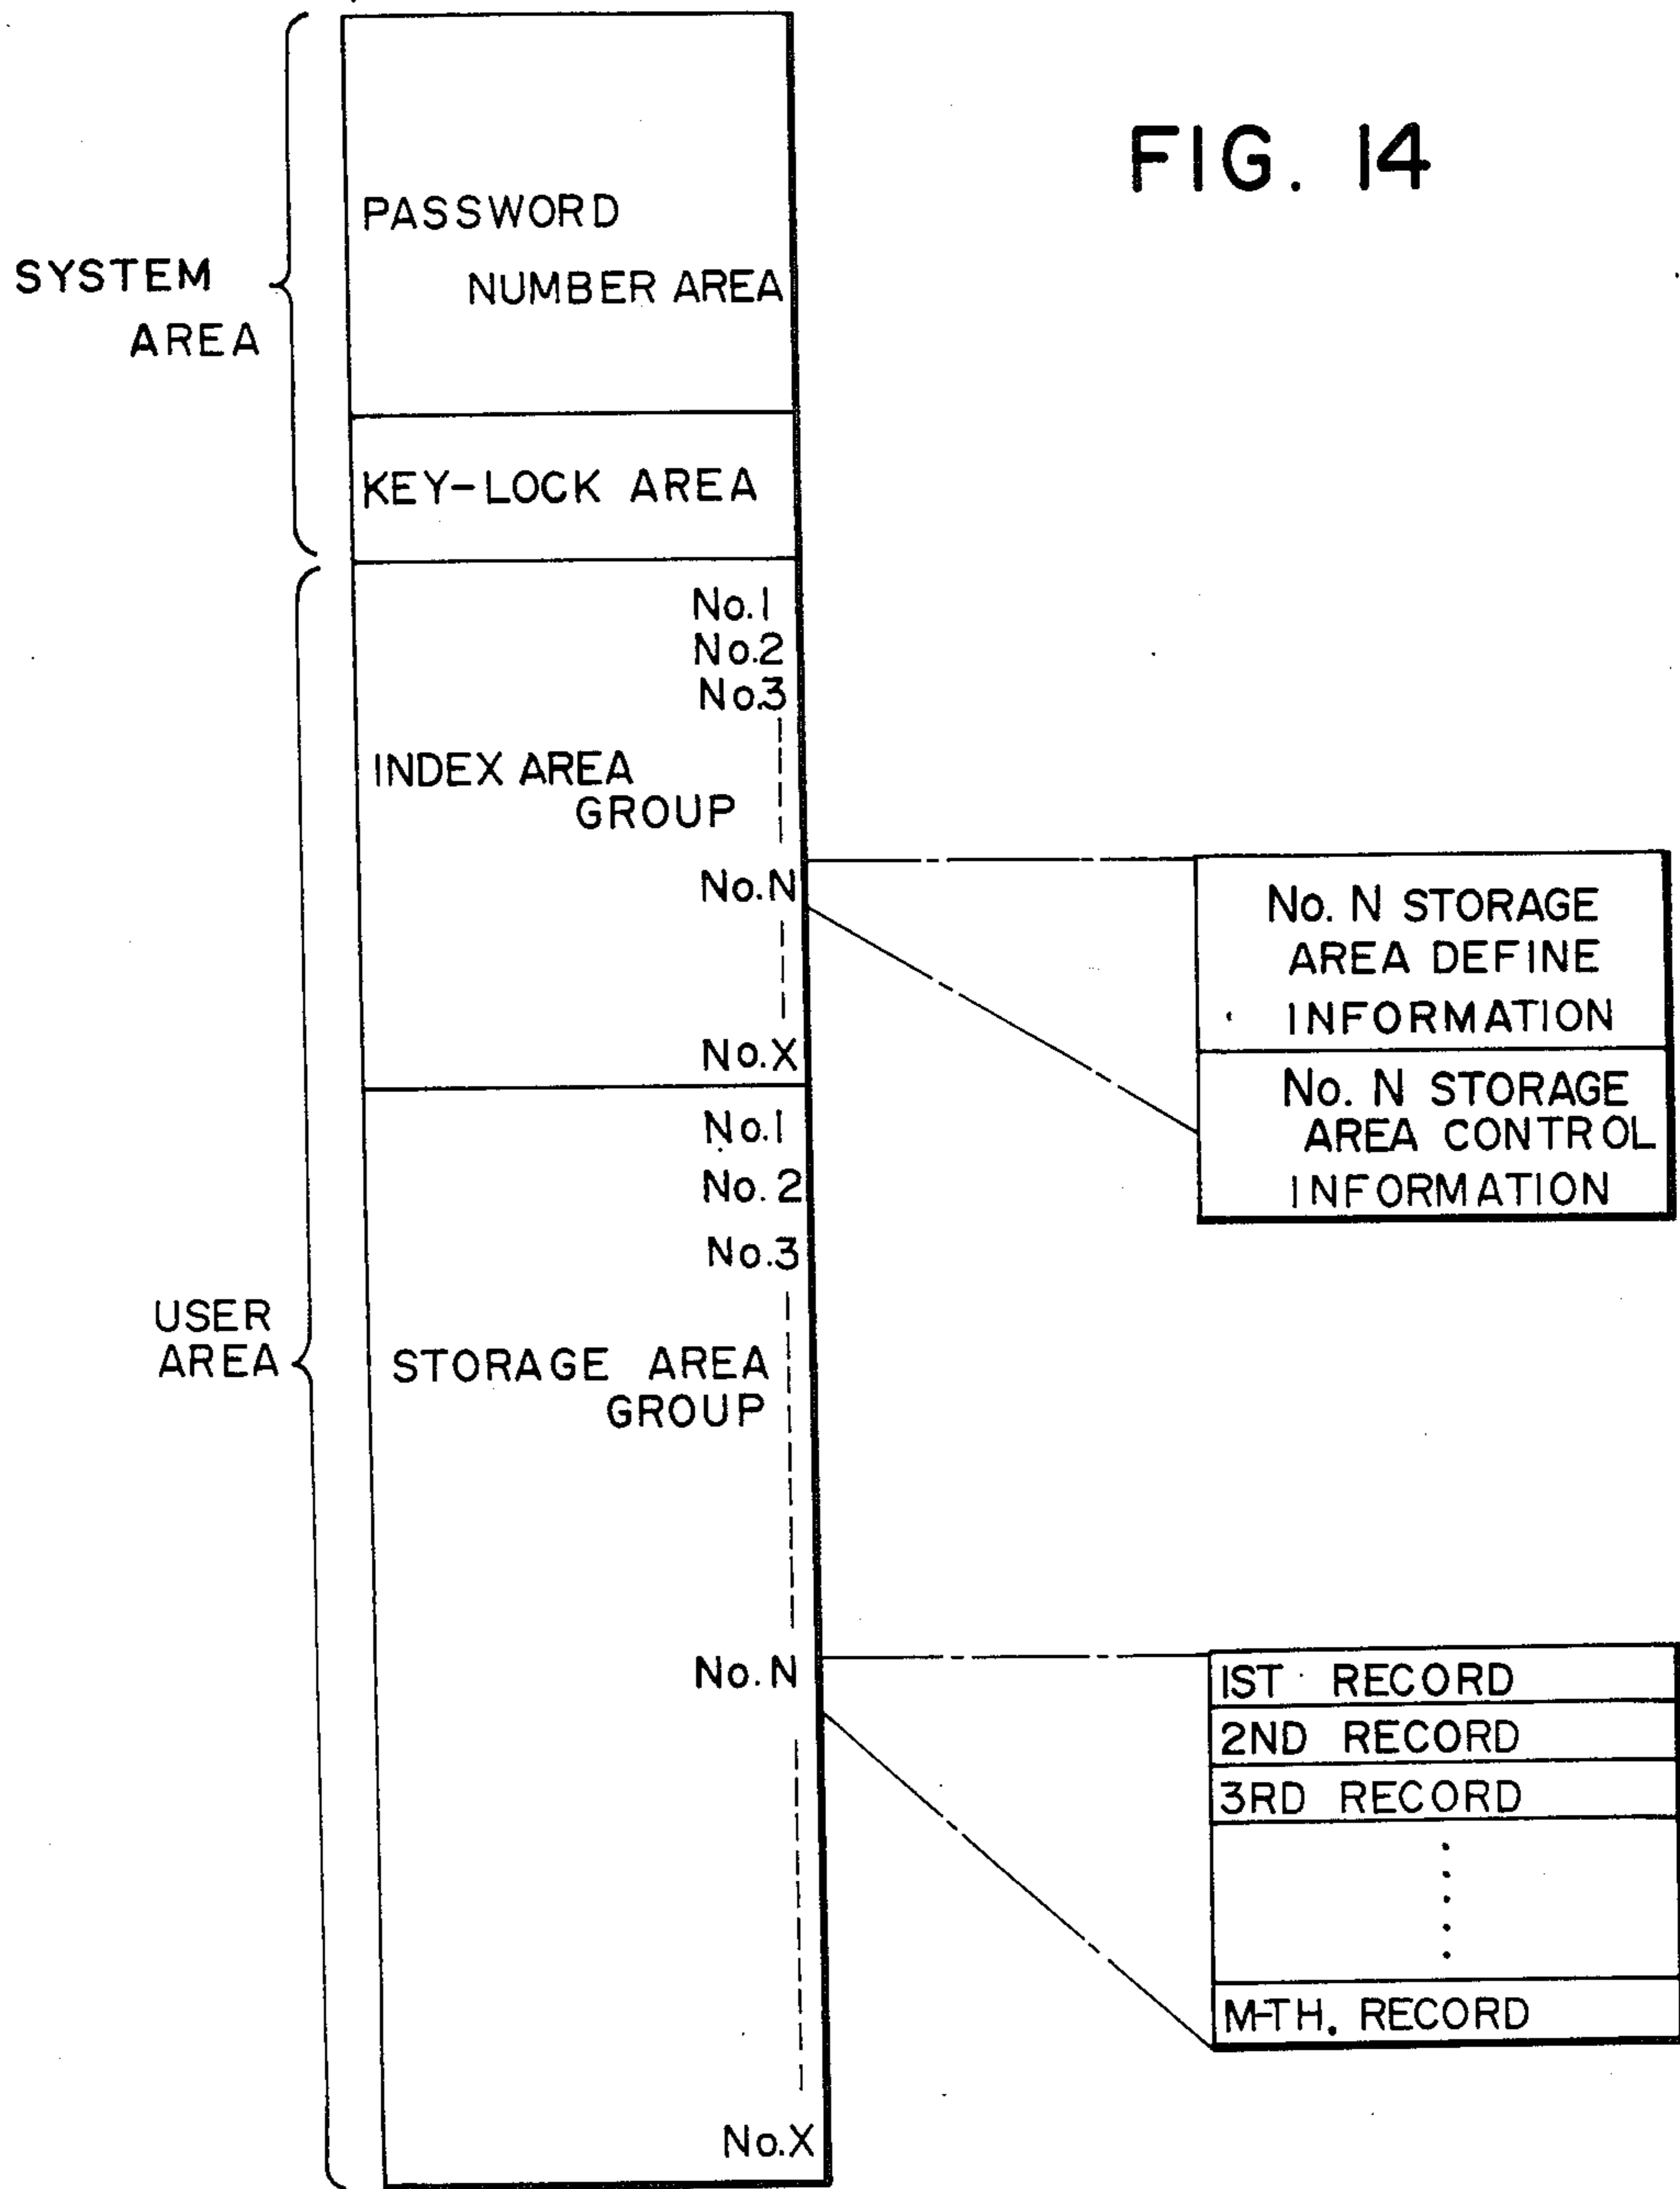 FIG. 14
SYSTEM
AREA
PASSWORD
NUMBER AREA
KEY-LOCK AREA
USER
AREA
No.1
No.2
No.3
INDEX AREA
GROUP
No.N
No.X
No. N STORAGE
AREA DEFINE
INFORMATION
No. N STORAGE
AREA CONTROL
INFORMATION
No.1
No. 2
No.3
STORAGE AREA
GROUP
No. N
No.X
1ST RECORD
2ND RECORD
3RD RECORD
M-TH. RECORD